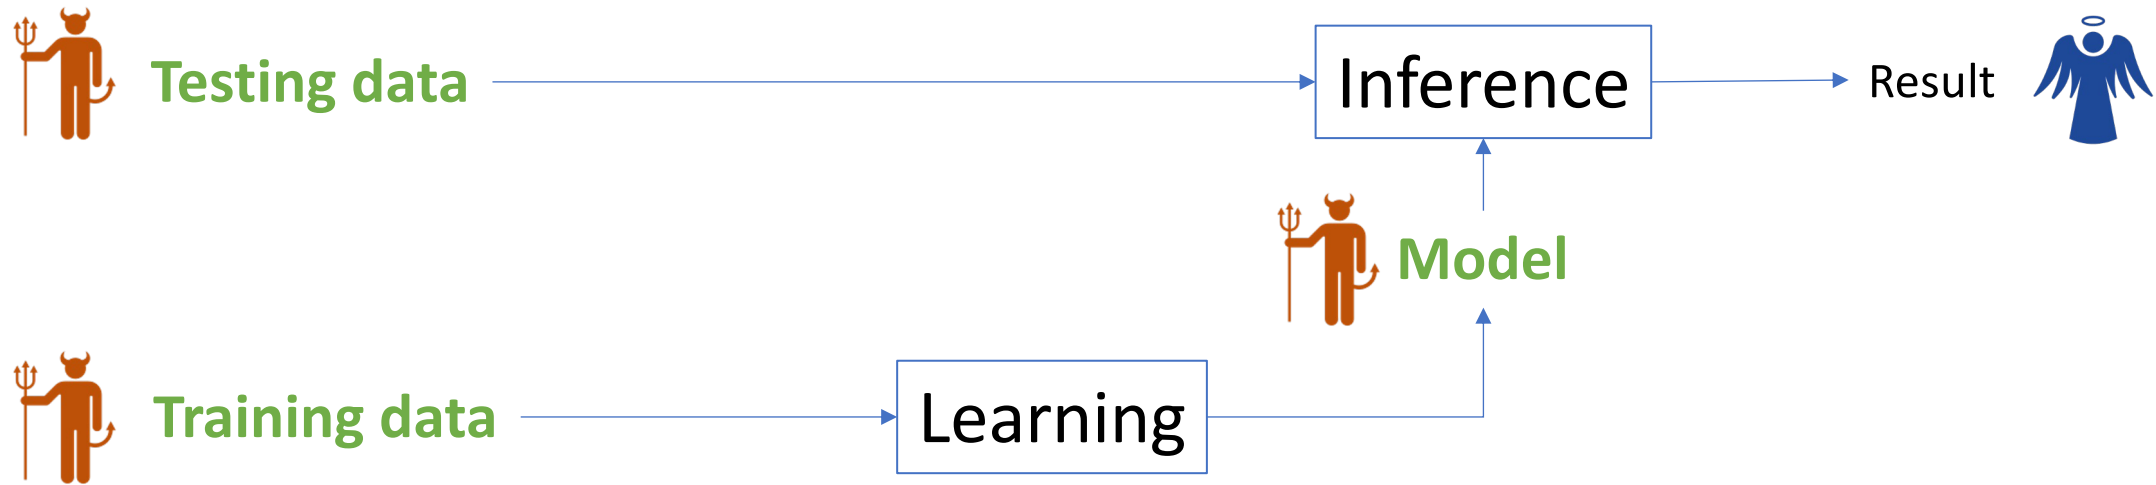 Testing data
Inference
Result
Model
Training data
Learning